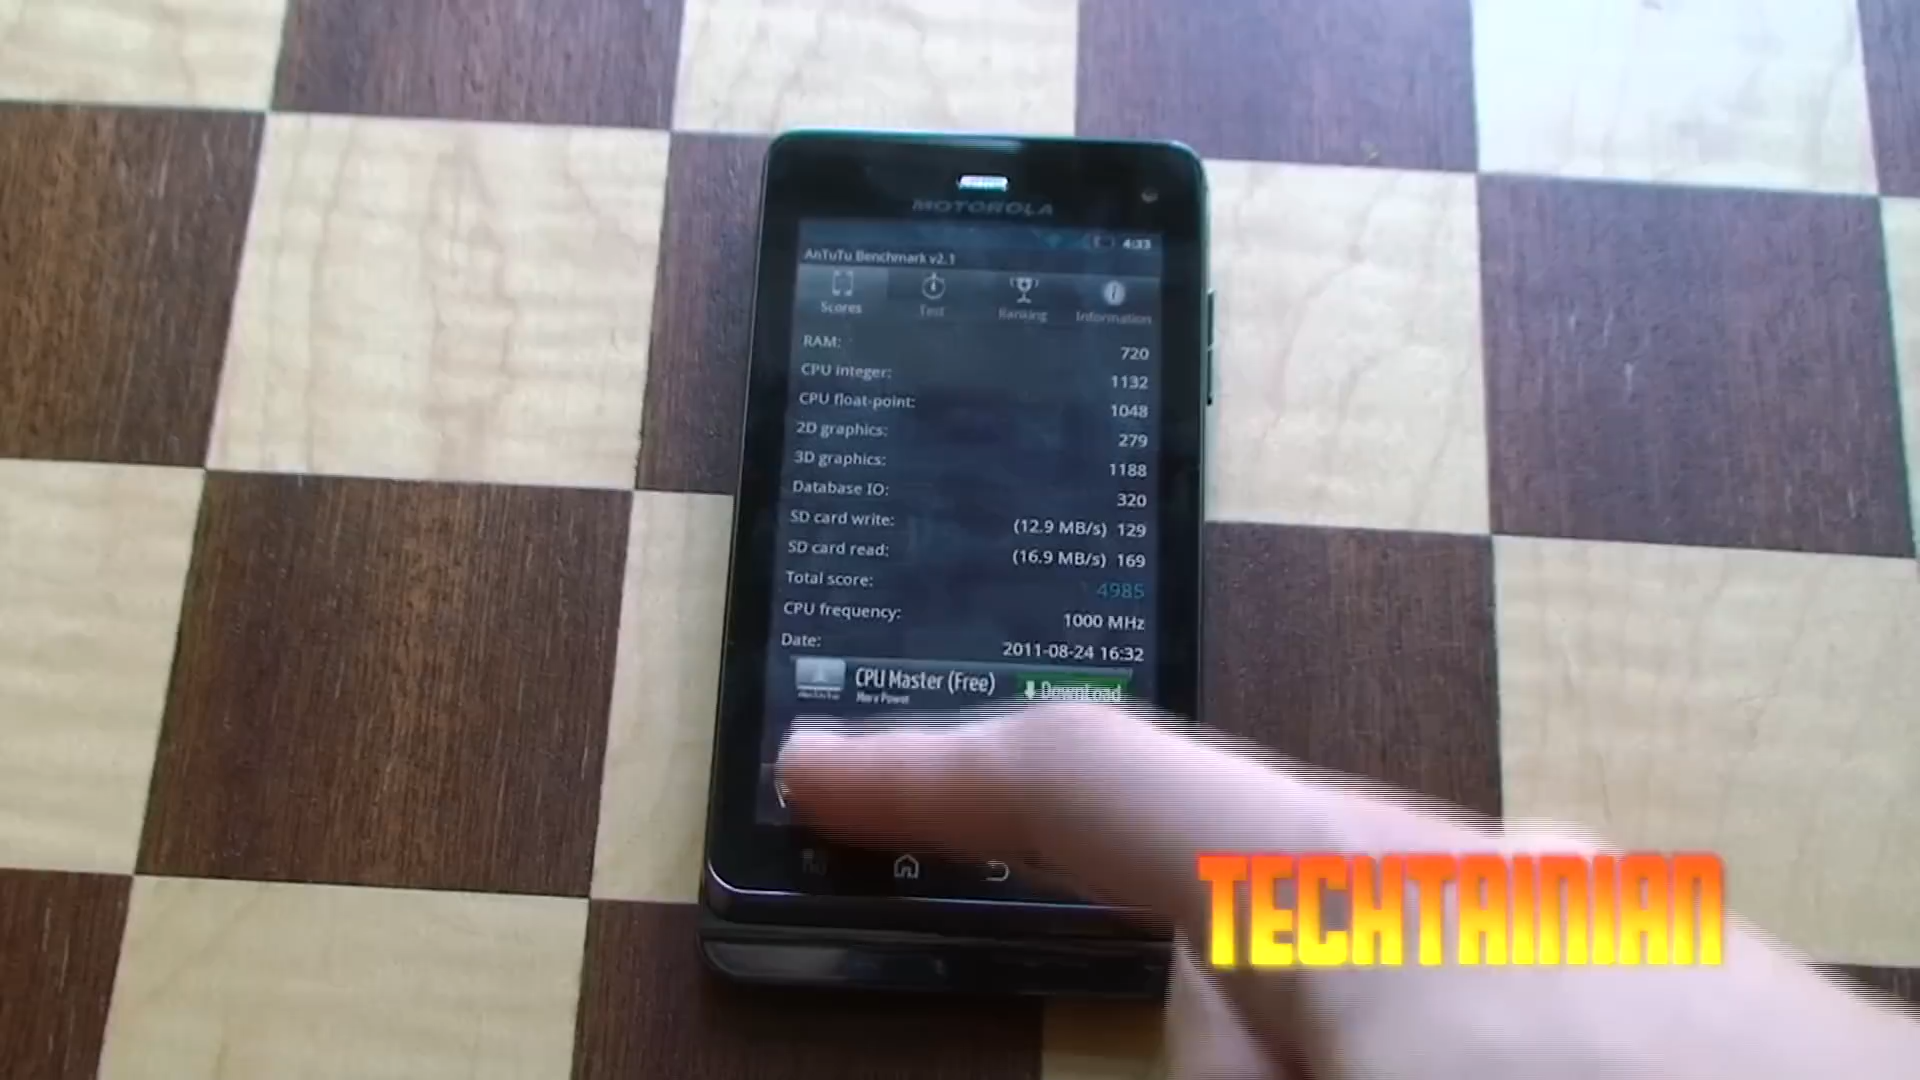 MOTOROLA
4:33
AnTuTu Benchmark v2.1
Scores Test Ranking Information
RAM: 720
CPU integer: 1132
CPU float-point: 1048
2D graphics: 279
3D graphics: 1188
Database IO: 320
SD card write: (12.9 MB/s) 129
SD card read: (16.9 MB/s) 169
Total score: 4985
CPU frequency: 1000 MHz
Date: 2011-08-24 16:32
CPU Master (Free) Download
More Power
TECHTAINIAN